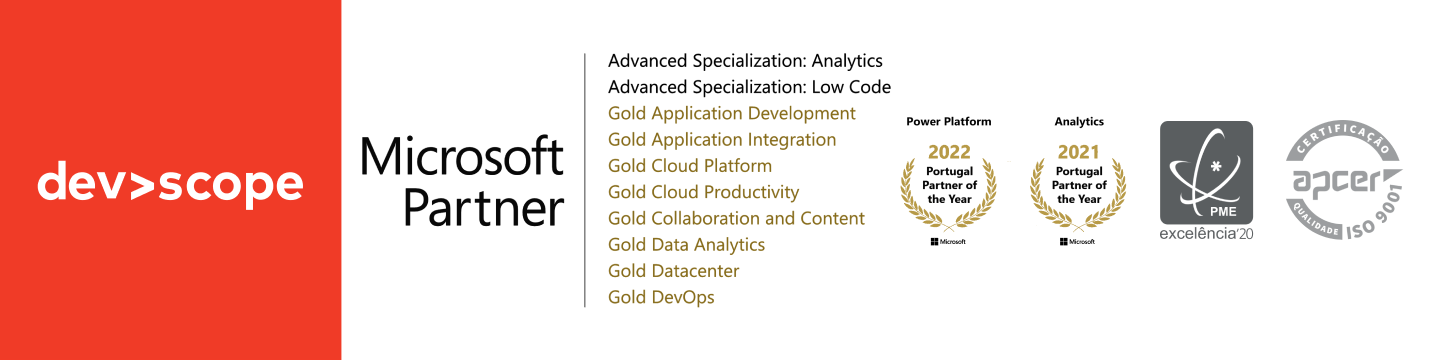 dev>scope
Microsoft
Partner
Advanced Specialization: Analytics
Advanced Specialization: Low Code
Gold Application Development
Gold Application Integration
Gold Cloud Platform
Gold Cloud Productivity
Gold Collaboration and Content
Gold Data Analytics
Gold Datacenter
Gold DevOps
Power Platform
2022
Portugal
Partner of
the Year
Microsoft
Analytics
2021
Portugal
Partner of
the Year
Microsoft
PME
excelência'20
CERTIFICAÇÃO
apcer
QUALIDADE
ISO 9001